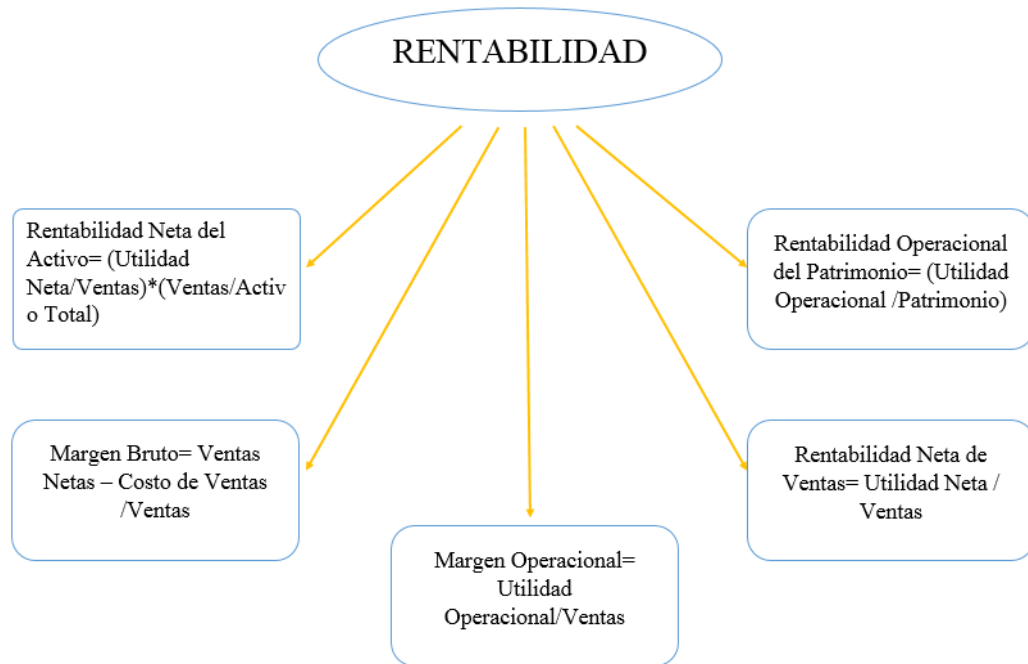 RENTABILIDAD
Rentabilidad Neta del
Activo= (Utilidad
Neta/Ventas)*(Ventas/Activ
o Total)
Rentabilidad Operacional
del Patrimonio= (Utilidad
Operacional /Patrimonio)
Margen Bruto= Ventas
Netas – Costo de Ventas
/Ventas
Rentabilidad Neta de
Ventas= Utilidad Neta /
Ventas
Margen Operacional=
Utilidad
Operacional/Ventas